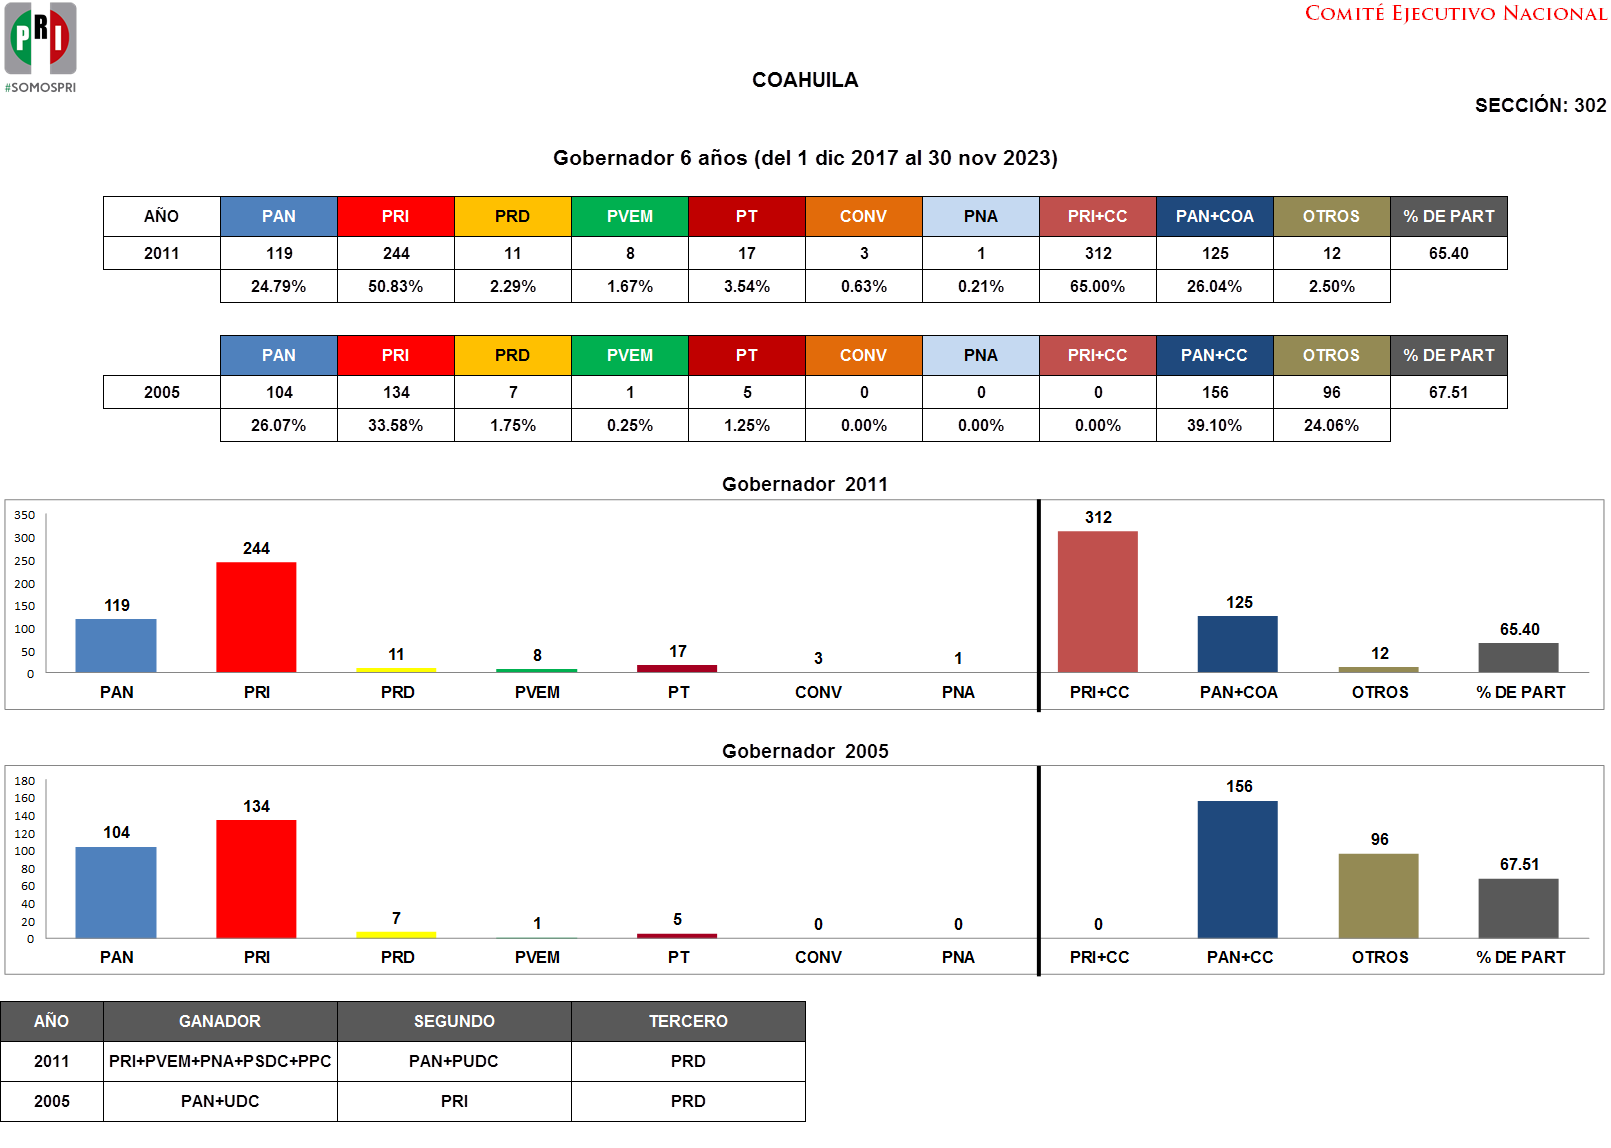 PRI
#SOMOSPRI
COMITÉ EJECUTIVO NACIONAL
COAHUILA
SECCIÓN: 302
Gobernador 6 años (del 1 dic 2017 al 30 nov 2023)
AÑO PAN PRI PRD PVEM PT CONV PNA PRI+CC PAN+COA OTROS % DE PART
2011 119 244 11 8 17 3 1 312 125 12 65.40
24.79% 50.83% 2.29% 1.67% 3.54% 0.63% 0.21% 65.00% 26.04% 2.50%
PAN PRI PRD PVEM PT CONV PNA PRI+CC PAN+CC OTROS % DE PART
2005 104 134 7 1 5 0 0 0 156 96 67.51
26.07% 33.58% 1.75% 0.25% 1.25% 0.00% 0.00% 0.00% 39.10% 24.06%
Gobernador 2011
350
300
250
200
150
100
50
0
119 244 11 8 17 3 1 312 125 12 65.40
PAN PRI PRD PVEM PT CONV PNA PRI+CC PAN+COA OTROS % DE PART
Gobernador 2005
180
160
140
120
100
80
60
40
20
0
104 134 7 1 5 0 0 0 156 96 67.51
PAN PRI PRD PVEM PT CONV PNA PRI+CC PAN+CC OTROS % DE PART
AÑO GANADOR SEGUNDO TERCERO
2011 PRI+PVEM+PNA+PSDC+PPC PAN+PUDC PRD
2005 PAN+UDC PRI PRD